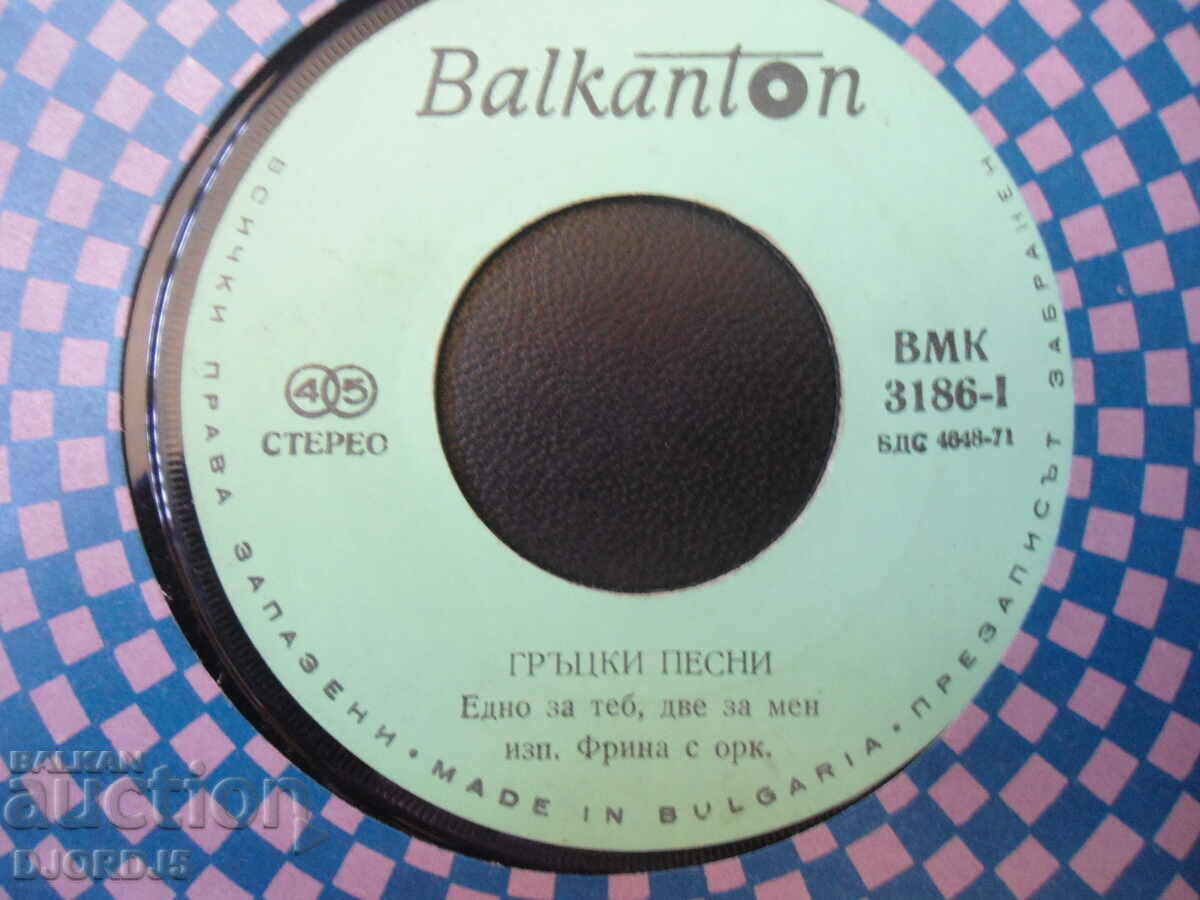 Balkanton
ВСИЧКИ ПРАВА ЗАПАЗЕНИ • MADE IN BULGARIA • ПРЕЗАПИСЪТ ЗАБРАНЕН
45
СТЕРЕО
ВМК
3186-I
БДС 4048-71
ГРЪЦКИ ПЕСНИ
Едно за теб, две за мен
изп. Фрина с орк.
BALKAN
auction
DJORDJ5